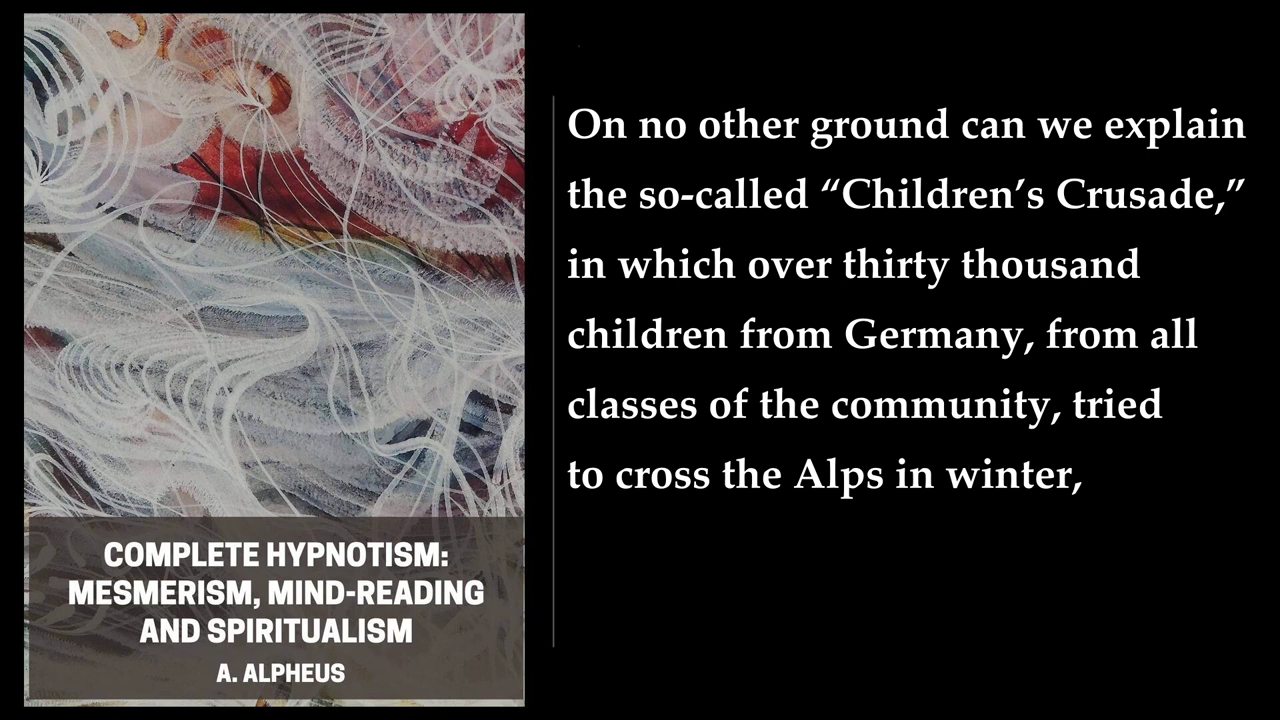 On no other ground can we explain
the so-called “Children’s Crusade,”
in which over thirty thousand
children from Germany, from all
classes of the community, tried
to cross the Alps in winter,
COMPLETE HYPNOTISM:
MESMERISM, MIND-READING
AND SPIRITUALISM
A. ALPHEUS